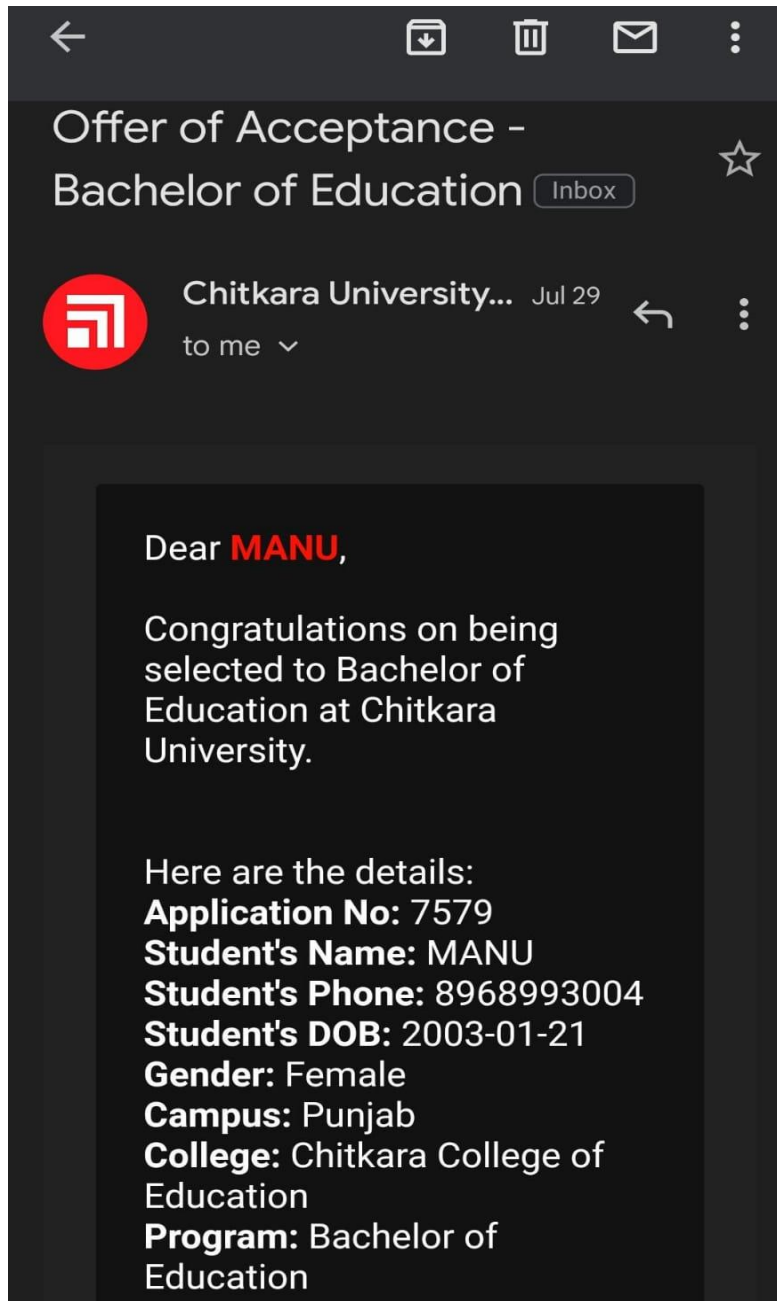 Offer of Acceptance -
Bachelor of Education Inbox
Chitkara University... Jul 29
to me
Dear MANU,
Congratulations on being
selected to Bachelor of
Education at Chitkara
University.
Here are the details:
Application No: 7579
Student's Name: MANU
Student's Phone: 8968993004
Student's DOB: 2003-01-21
Gender: Female
Campus: Punjab
College: Chitkara College of
Education
Program: Bachelor of
Education